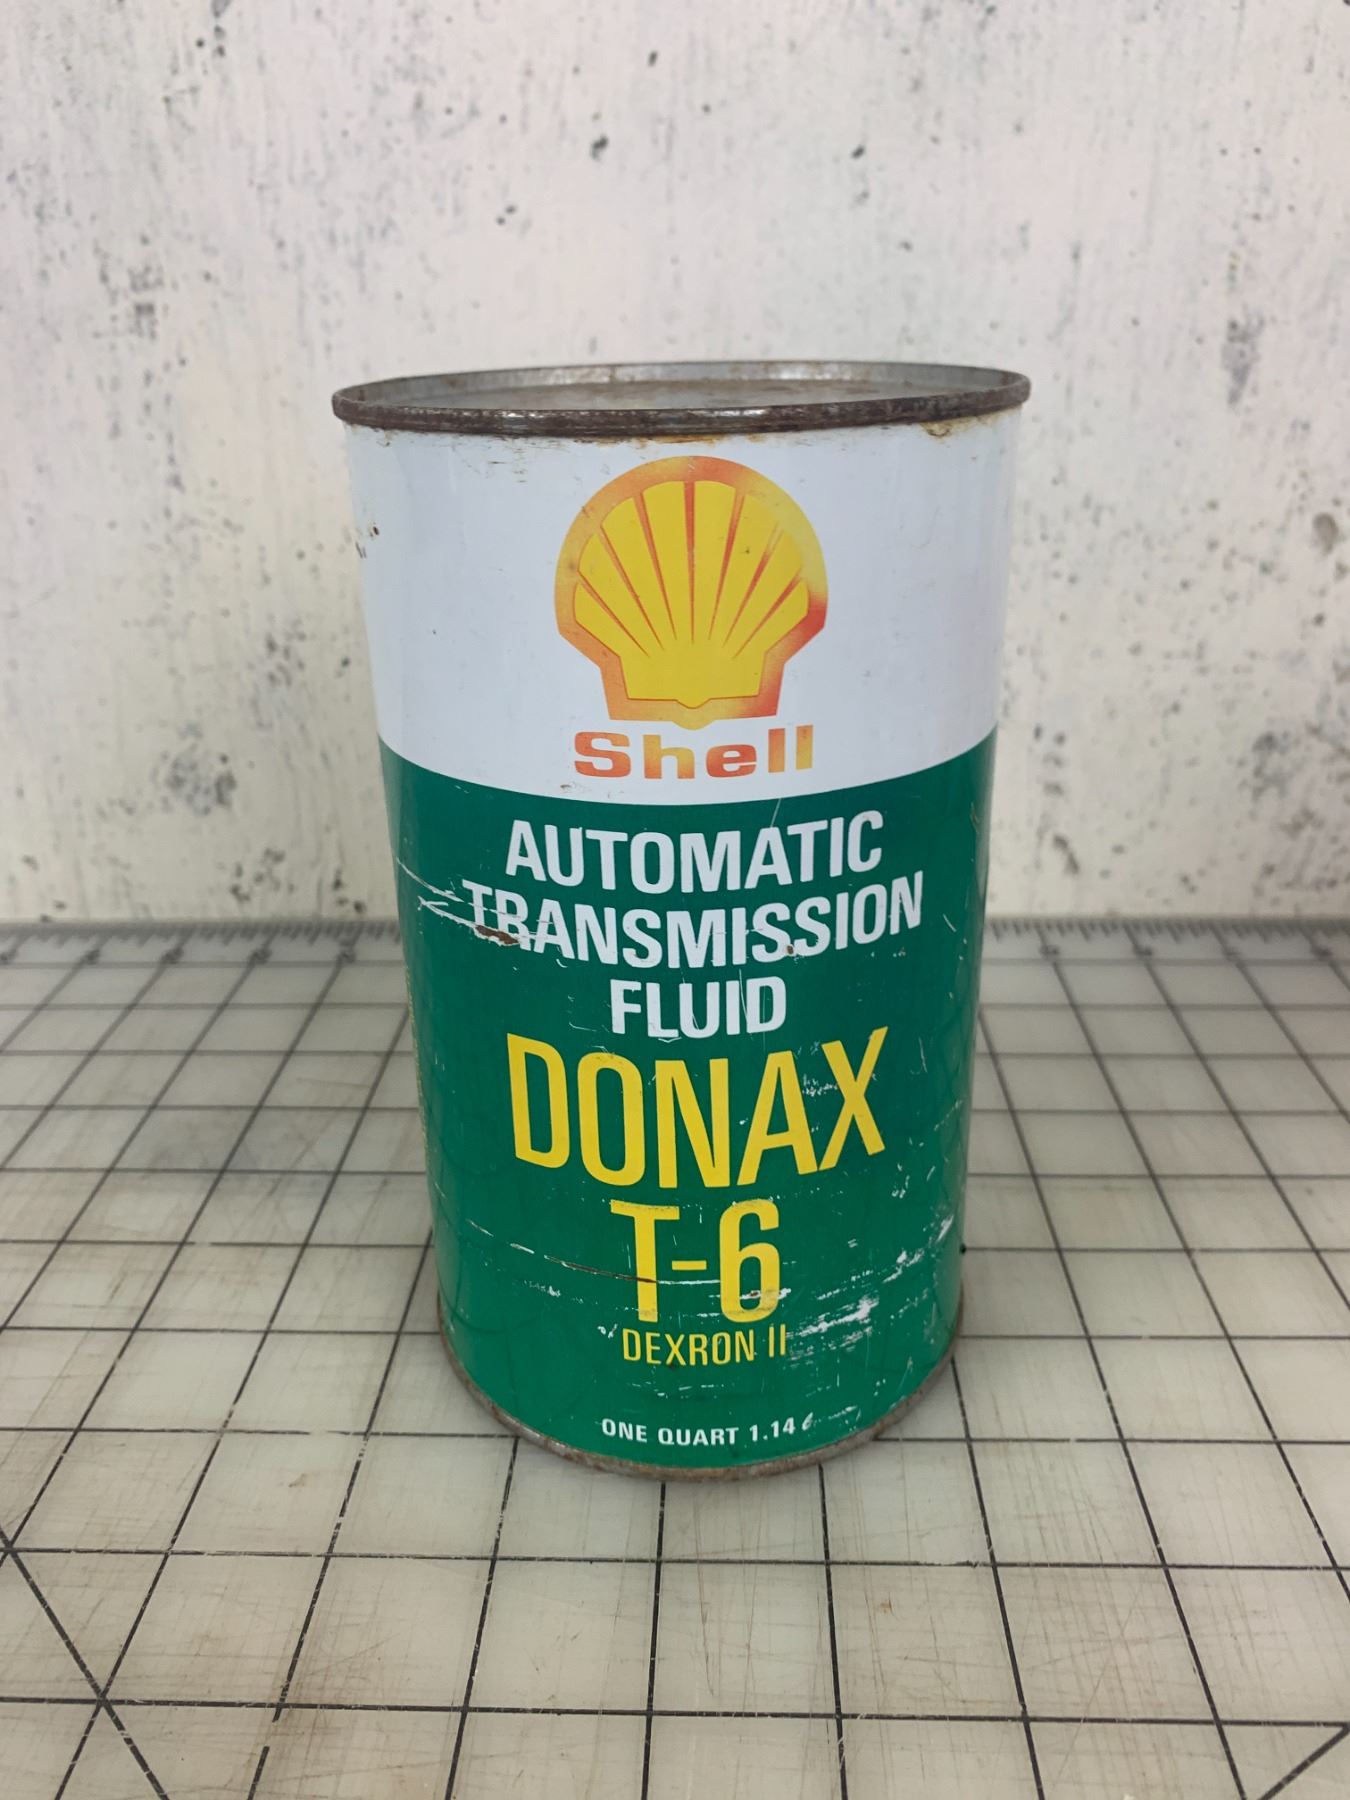 Shell
AUTOMATIC
TRANSMISSION
FLUID
DONAX
T-6
DEXRON II
ONE QUART 1.14 ℓ